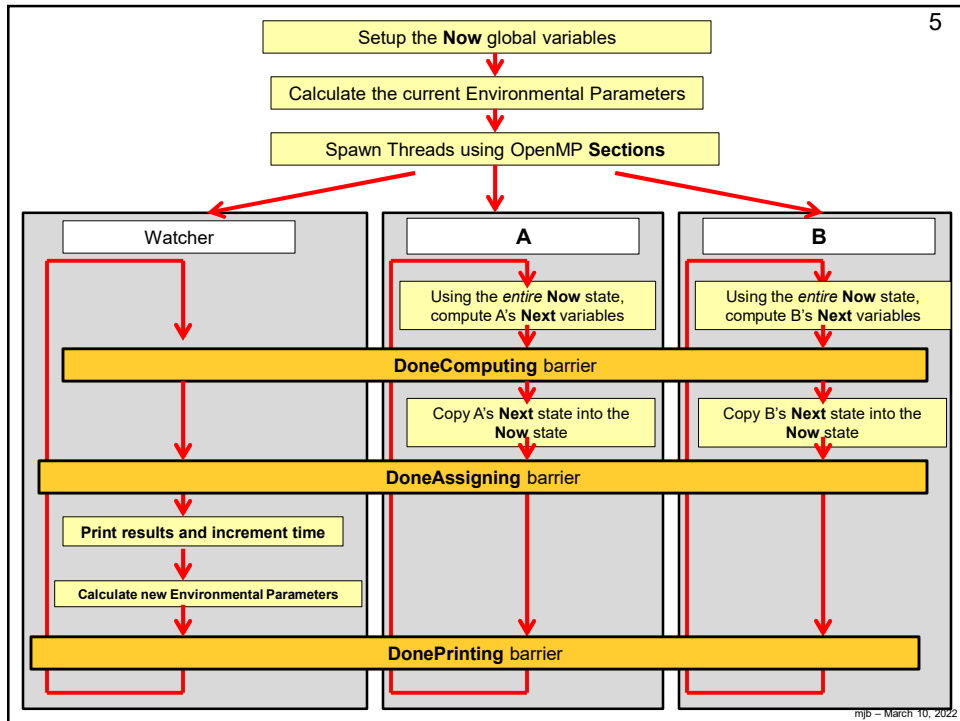 5
Setup the Now global variables
Calculate the current Environmental Parameters
Spawn Threads using OpenMP Sections
Watcher
A
B
Using the entire Now state,
compute A's Next variables
Using the entire Now state,
compute B's Next variables
DoneComputing barrier
Copy A's Next state into the
Now state
Copy B's Next state into the
Now state
DoneAssigning barrier
Print results and increment time
Calculate new Environmental Parameters
DonePrinting barrier
mjb – March 10, 2022